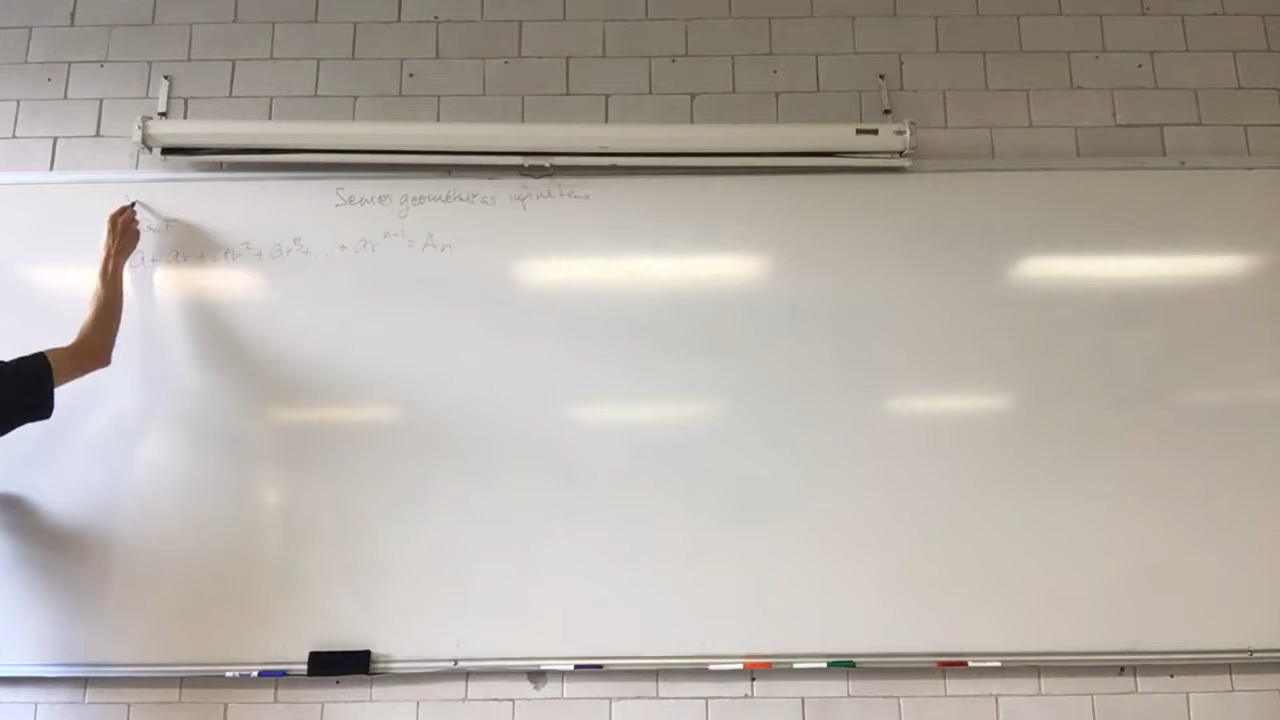 Series geométricas infinitas
a + ar + ar² + ar³ + ... + arⁿ⁻¹ = An